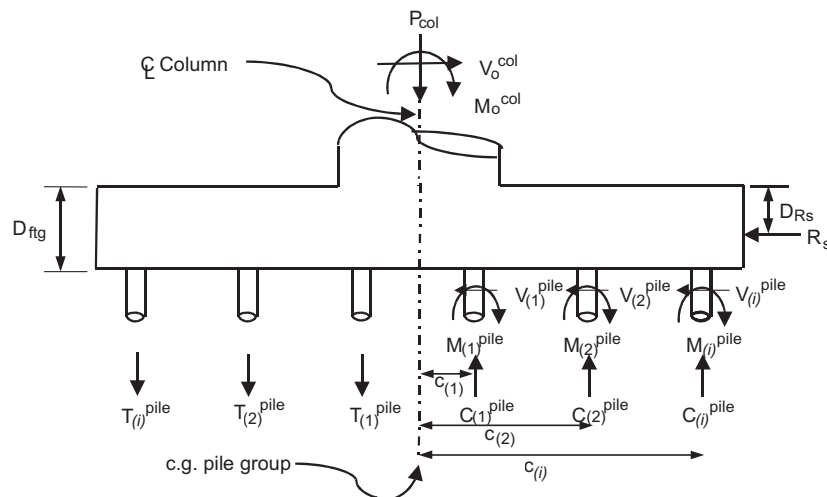 P_col
℄ Column
V_o^col
M_o^col
D_ftg
D_Rs
R_s
V_(1)^pile V_(2)^pile V_(i)^pile
M_(1)^pile M_(2)^pile M_(i)^pile
c_(1)
T_(i)^pile T_(2)^pile T_(1)^pile C_(1)^pile C_(2)^pile C_(i)^pile
c_(2)
c.g. pile group
c_(i)